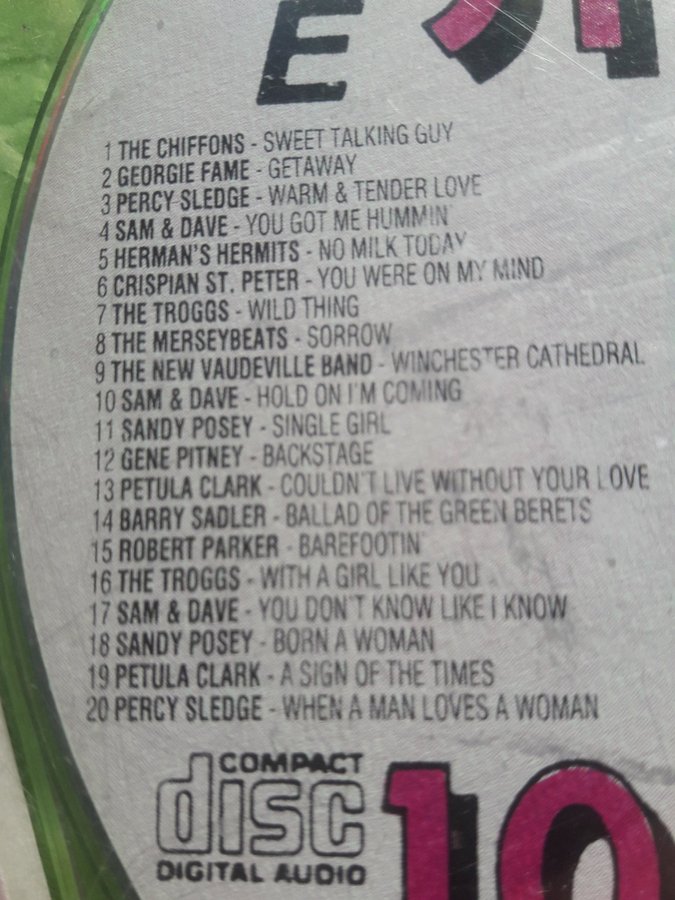 E
1 THE CHIFFONS - SWEET TALKING GUY
2 GEORGIE FAME - GETAWAY
3 PERCY SLEDGE - WARM & TENDER LOVE
4 SAM & DAVE - YOU GOT ME HUMMIN'
5 HERMAN'S HERMITS - NO MILK TODAY
6 CRISPIAN ST. PETER - YOU WERE ON MY MIND
7 THE TROGGS - WILD THING
8 THE MERSEYBEATS - SORROW
9 THE NEW VAUDEVILLE BAND - WINCHESTER CATHEDRAL
10 SAM & DAVE - HOLD ON I'M COMING
11 SANDY POSEY - SINGLE GIRL
12 GENE PITNEY - BACKSTAGE
13 PETULA CLARK - COULDN'T LIVE WITHOUT YOUR LOVE
14 BARRY SADLER - BALLAD OF THE GREEN BERETS
15 ROBERT PARKER - BAREFOOTIN'
16 THE TROGGS - WITH A GIRL LIKE YOU
17 SAM & DAVE - YOU DON'T KNOW LIKE I KNOW
18 SANDY POSEY - BORN A WOMAN
19 PETULA CLARK - A SIGN OF THE TIMES
20 PERCY SLEDGE - WHEN A MAN LOVES A WOMAN
COMPACT
disc
DIGITAL AUDIO
10